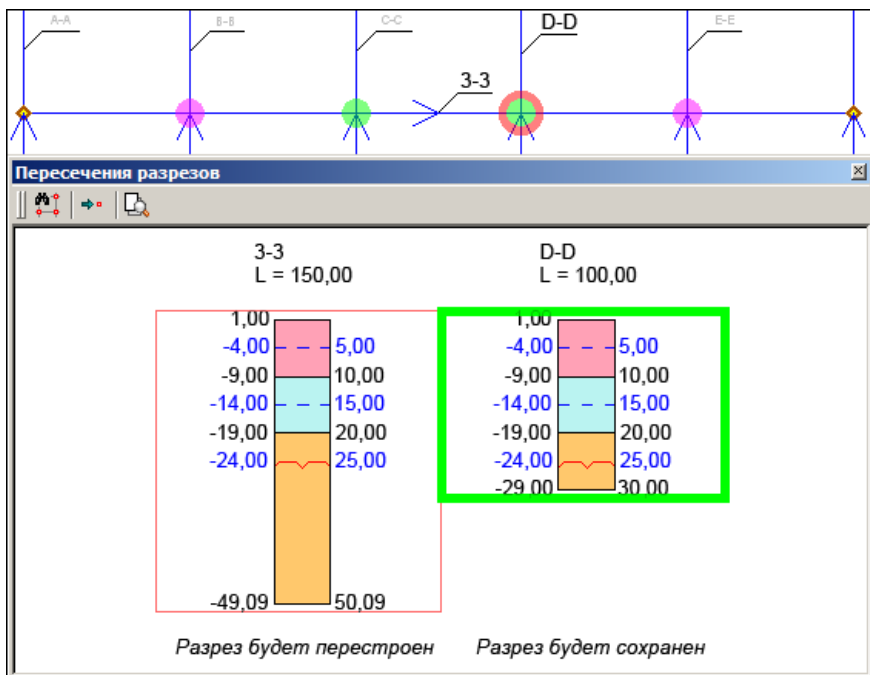 A-A B-B C-C D-D E-E
3-3
Пересечения разрезов
3-3 D-D
L = 150,00 L = 100,00
1,00 1,00
-4,00 5,00 -4,00 5,00
-9,00 10,00 -9,00 10,00
-14,00 15,00 -14,00 15,00
-19,00 20,00 -19,00 20,00
-24,00 25,00 -24,00 25,00
-29,00 30,00
-49,09 50,09
Разрез будет перестроен Разрез будет сохранен